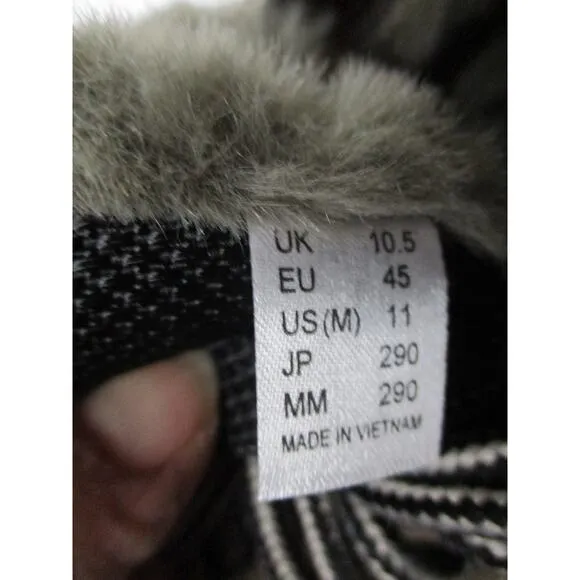 UK 10.5
EU 45
US(M) 11
JP 290
MM 290
MADE IN VIETNAM